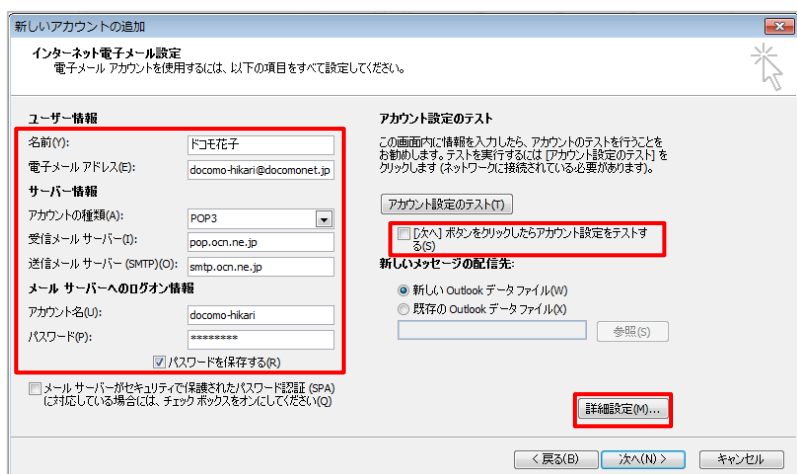 新しいアカウントの追加
インターネット電子メール設定
電子メール アカウントを使用するには、以下の項目をすべて設定してください。
ユーザー情報
名前(Y):
ドコモ花子
電子メール アドレス(E):
docomo-hikari@docomonet.jp
サーバー情報
アカウントの種類(A):
POP3
受信メール サーバー(I):
pop.ocn.ne.jp
送信メール サーバー (SMTP)(O):
smtp.ocn.ne.jp
メール サーバーへのログオン情報
アカウント名(U):
docomo-hikari
パスワード(P):
********
パスワードを保存する(R)
メール サーバーがセキュリティで保護されたパスワード認証 (SPA)
に対応している場合には、チェック ボックスをオンにしてください(Q)
アカウント設定のテスト
この画面内に情報を入力したら、アカウントのテストを行うことを
お勧めします。テストを実行するには [アカウント設定のテスト] を
クリックします (ネットワークに接続されている必要があります)。
アカウント設定のテスト(T)
[次へ] ボタンをクリックしたらアカウント設定をテストす
る(S)
新しいメッセージの配信先:
新しい Outlook データ ファイル(W)
既存の Outlook データ ファイル(X)
参照(S)
詳細設定(M)...
< 戻る(B)
次へ(N) >
キャンセル